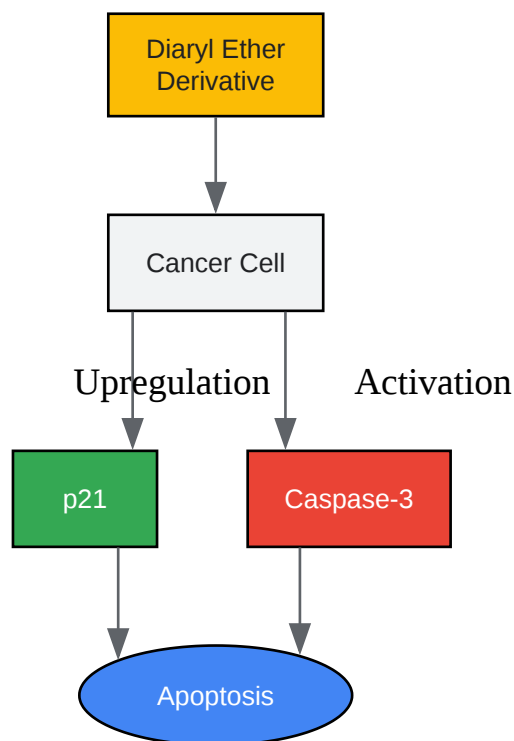 Diaryl Ether
Derivative
Cancer Cell
Upregulation
Activation
p21
Caspase-3
Apoptosis